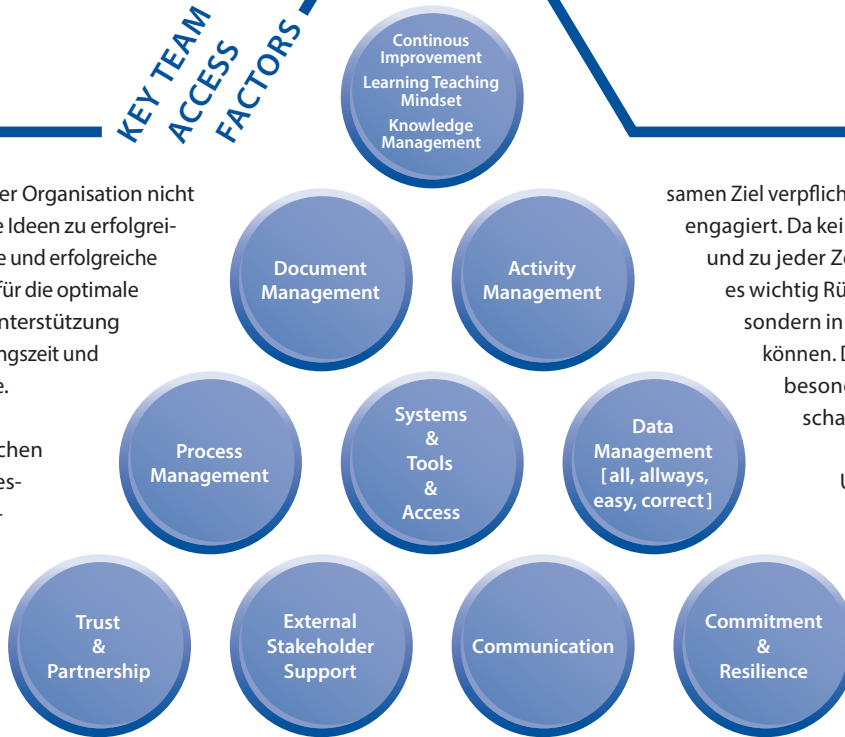 KEY TEAM
ACCESS
FACTORS
Continous
Improvement
Learning Teaching
Mindset
Knowledge
Management
er Organisation nicht
e Ideen zu erfolgrei-
e und erfolgreiche
für die optimale
nterstützung
ngszeit und
e.
chen
es-
-
samen Ziel verpflich
engagiert. Da kei
und zu jeder Z
es wichtig Rü
sondern in
können. D
besond
scha
U
Document
Management
Activity
Management
Process
Management
Systems
&
Tools
&
Access
Data
Management
[all, allways,
easy, correct]
Trust
&
Partnership
External
Stakeholder
Support
Communication
Commitment
&
Resilience